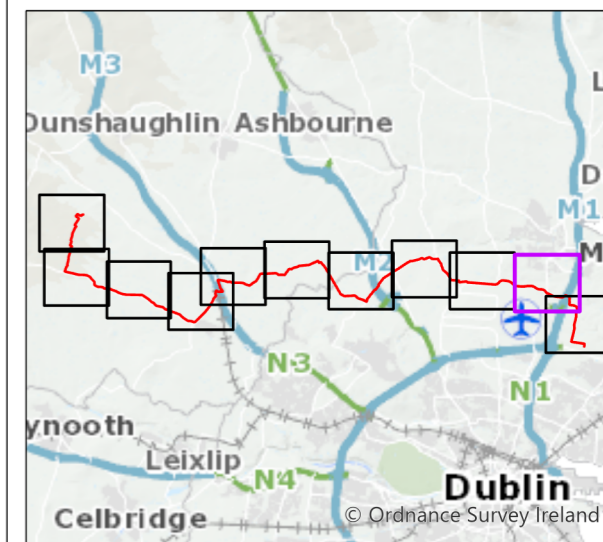 M3
L
Dunshaughlin Ashbourne
D
M1
M
M2
N3
N1
ynooth
Leixlip
N4
Dublin
Celbridge
© Ordnance Survey Ireland